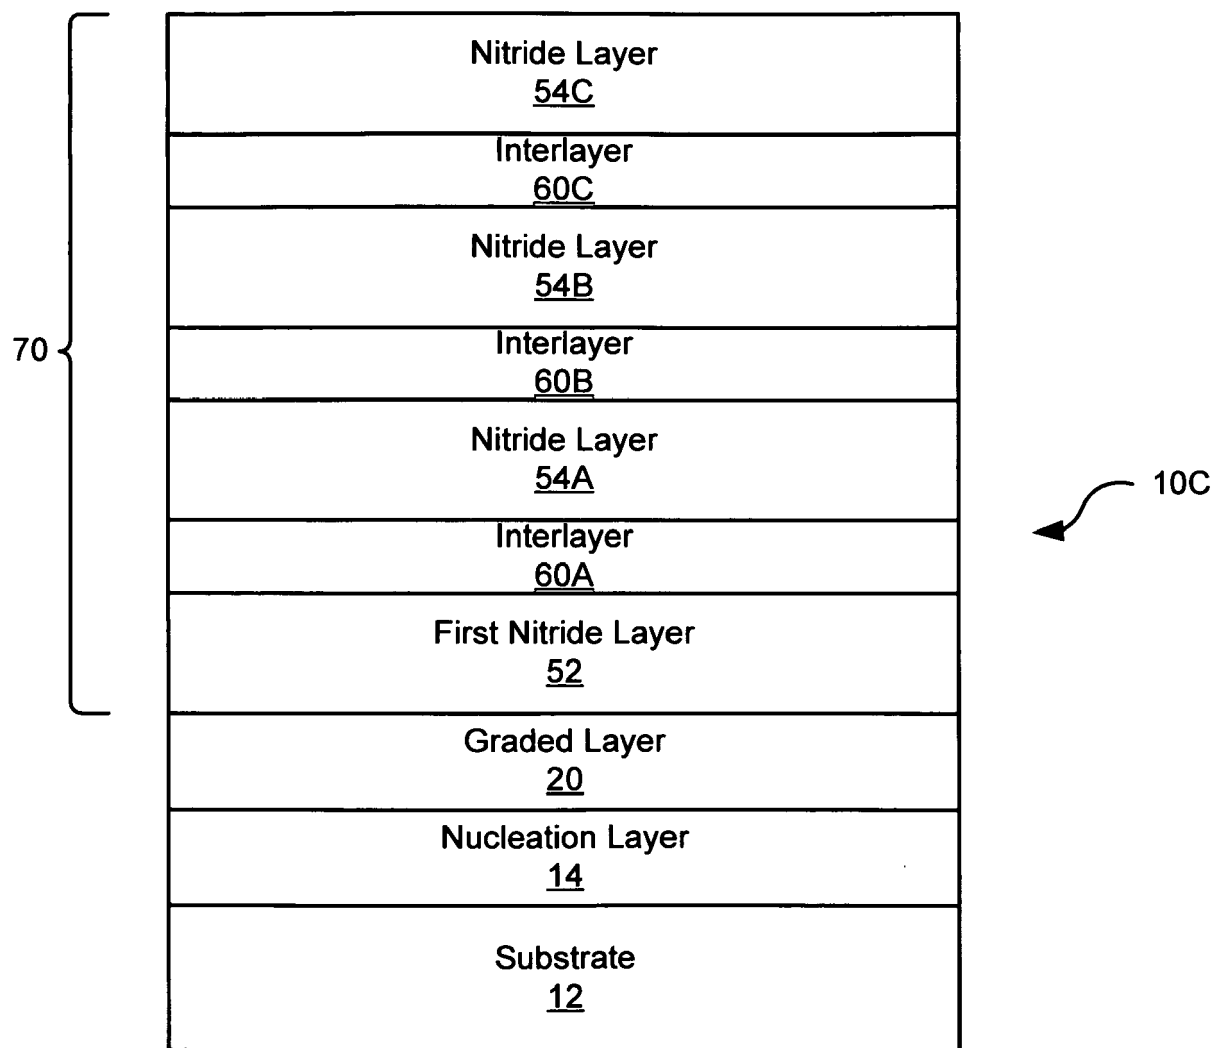 Nitride Layer
54C
Interlayer
60C
Nitride Layer
54B
Interlayer
70
60B
Nitride Layer
54A
10C
Interlayer
60A
First Nitride Layer
52
Graded Layer
20
Nucleation Layer
14
Substrate
12